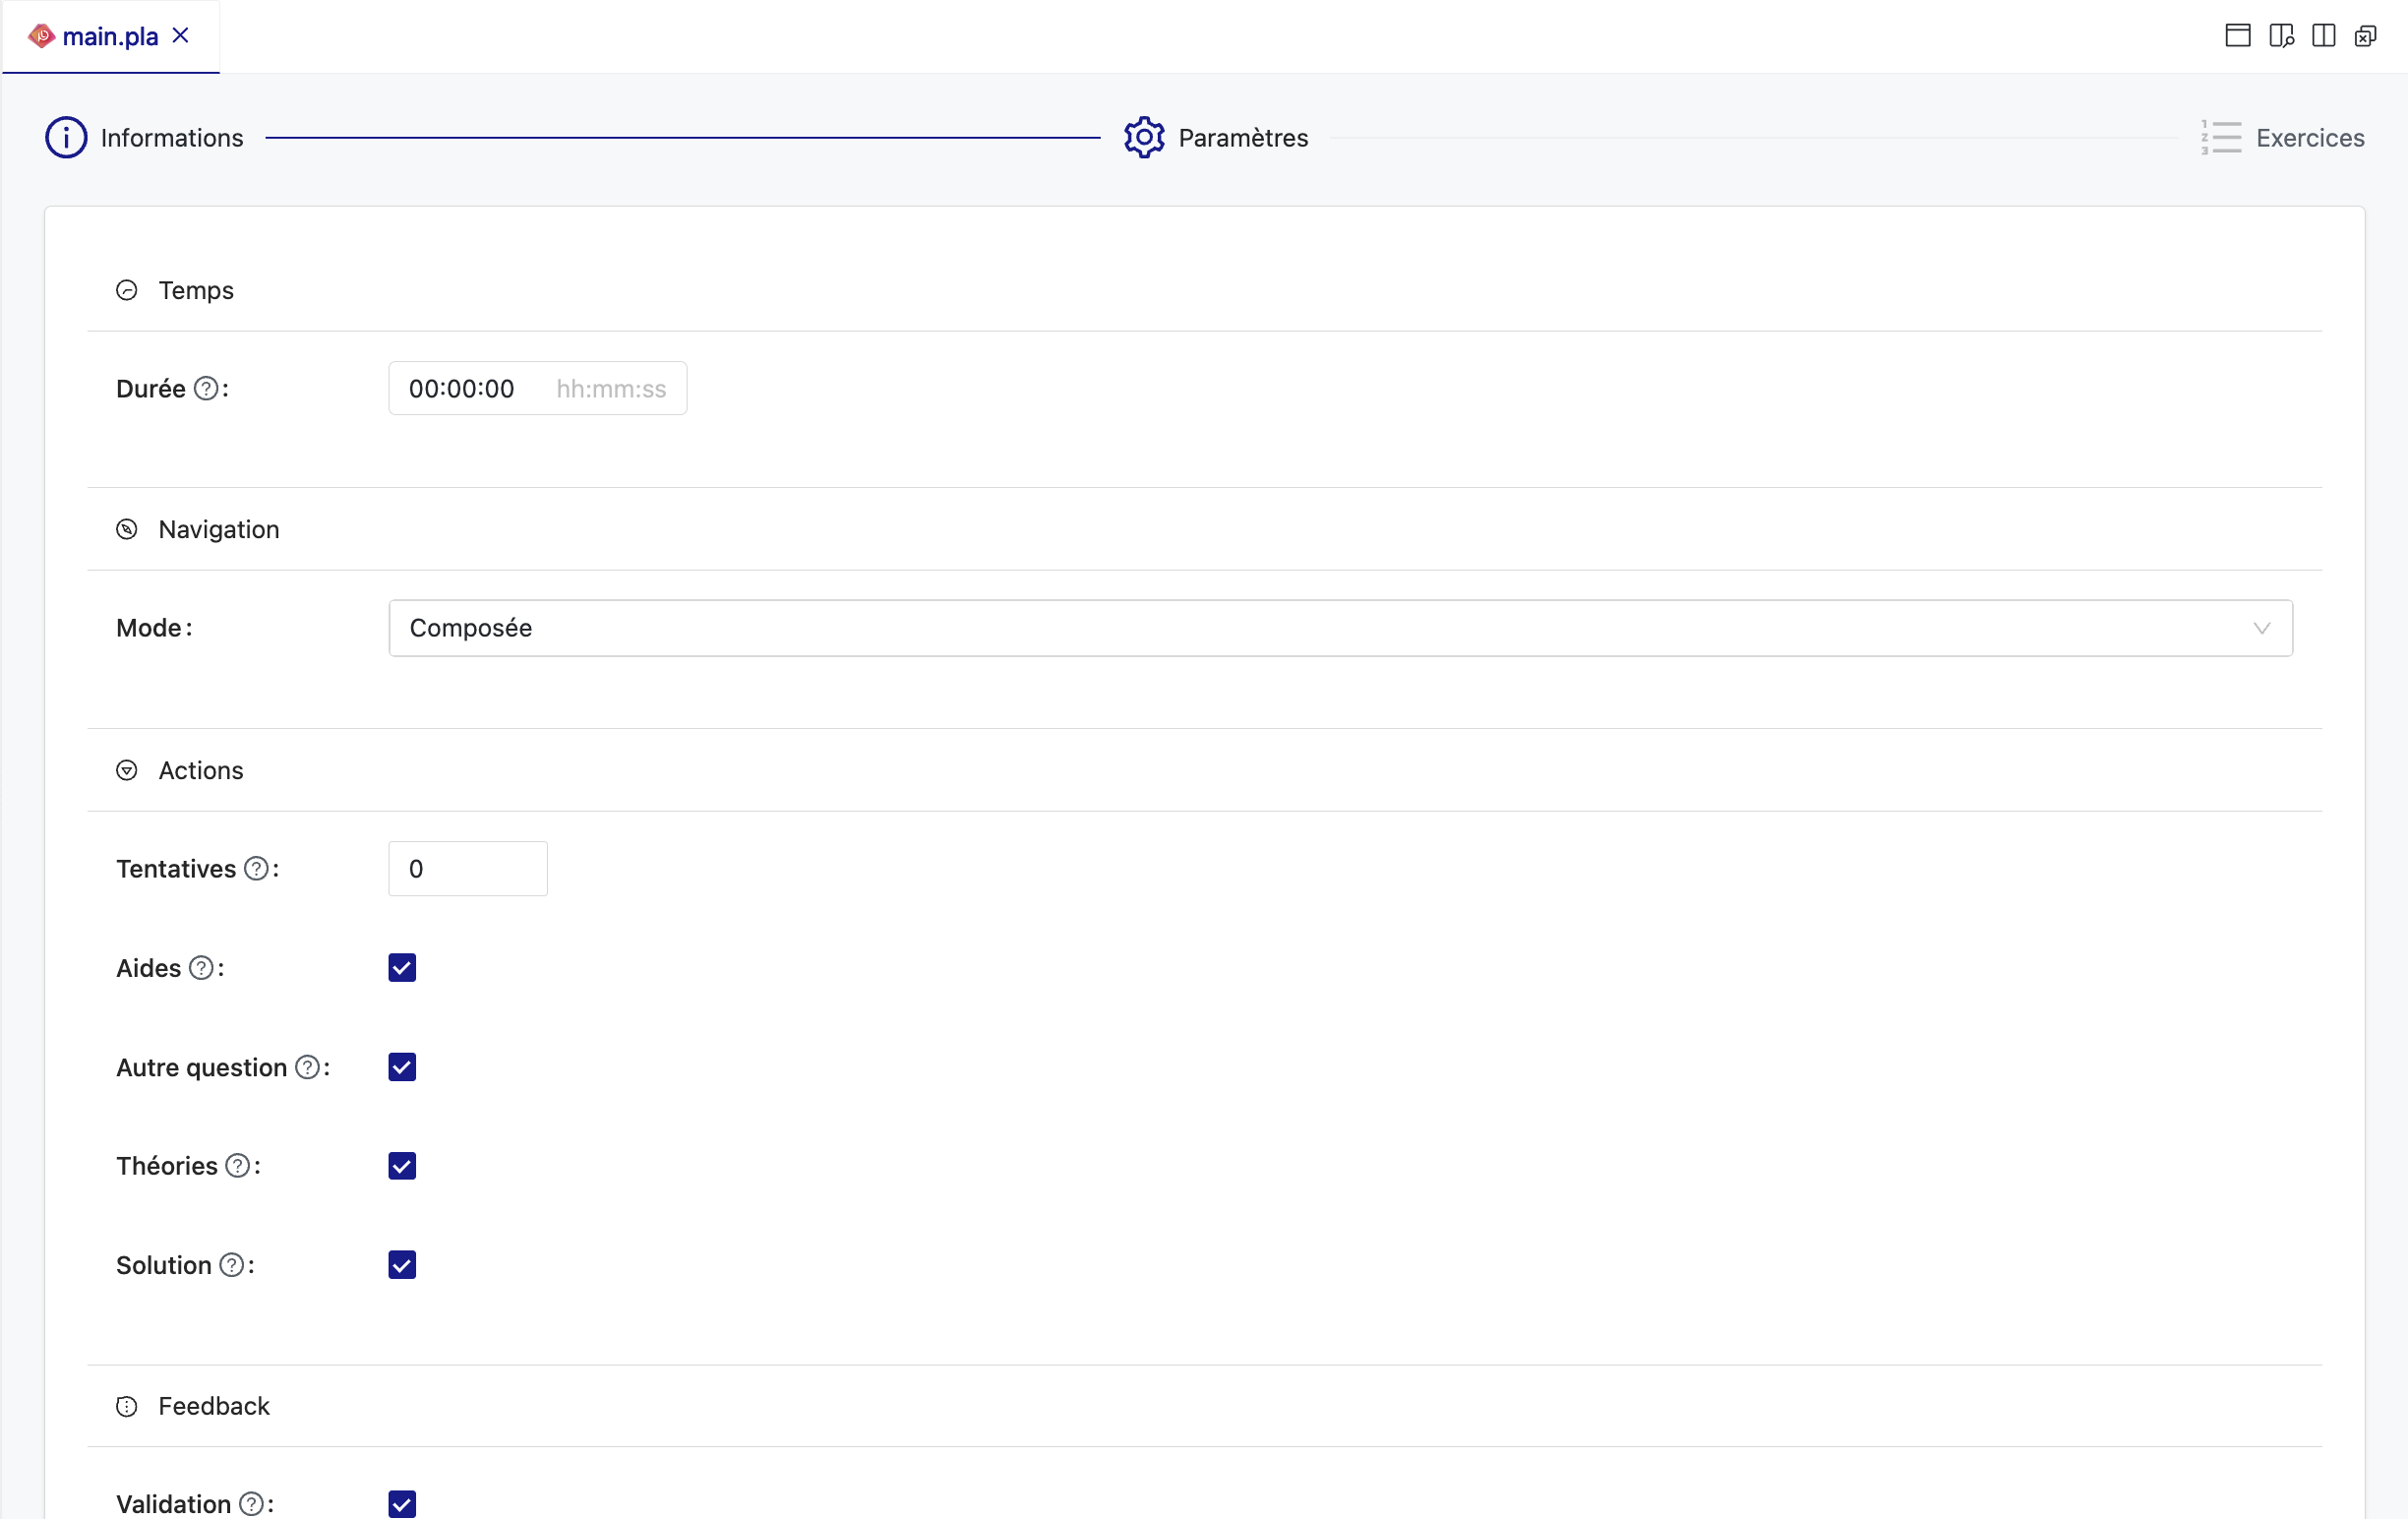 main.pla
Informations
Paramètres
Exercices
Temps
Durée ? :
00:00:00 hh:mm:ss
Navigation
Mode :
Composée
Actions
Tentatives ? :
0
Aides ? :
Autre question ? :
Théories ? :
Solution ? :
Feedback
Validation ? :